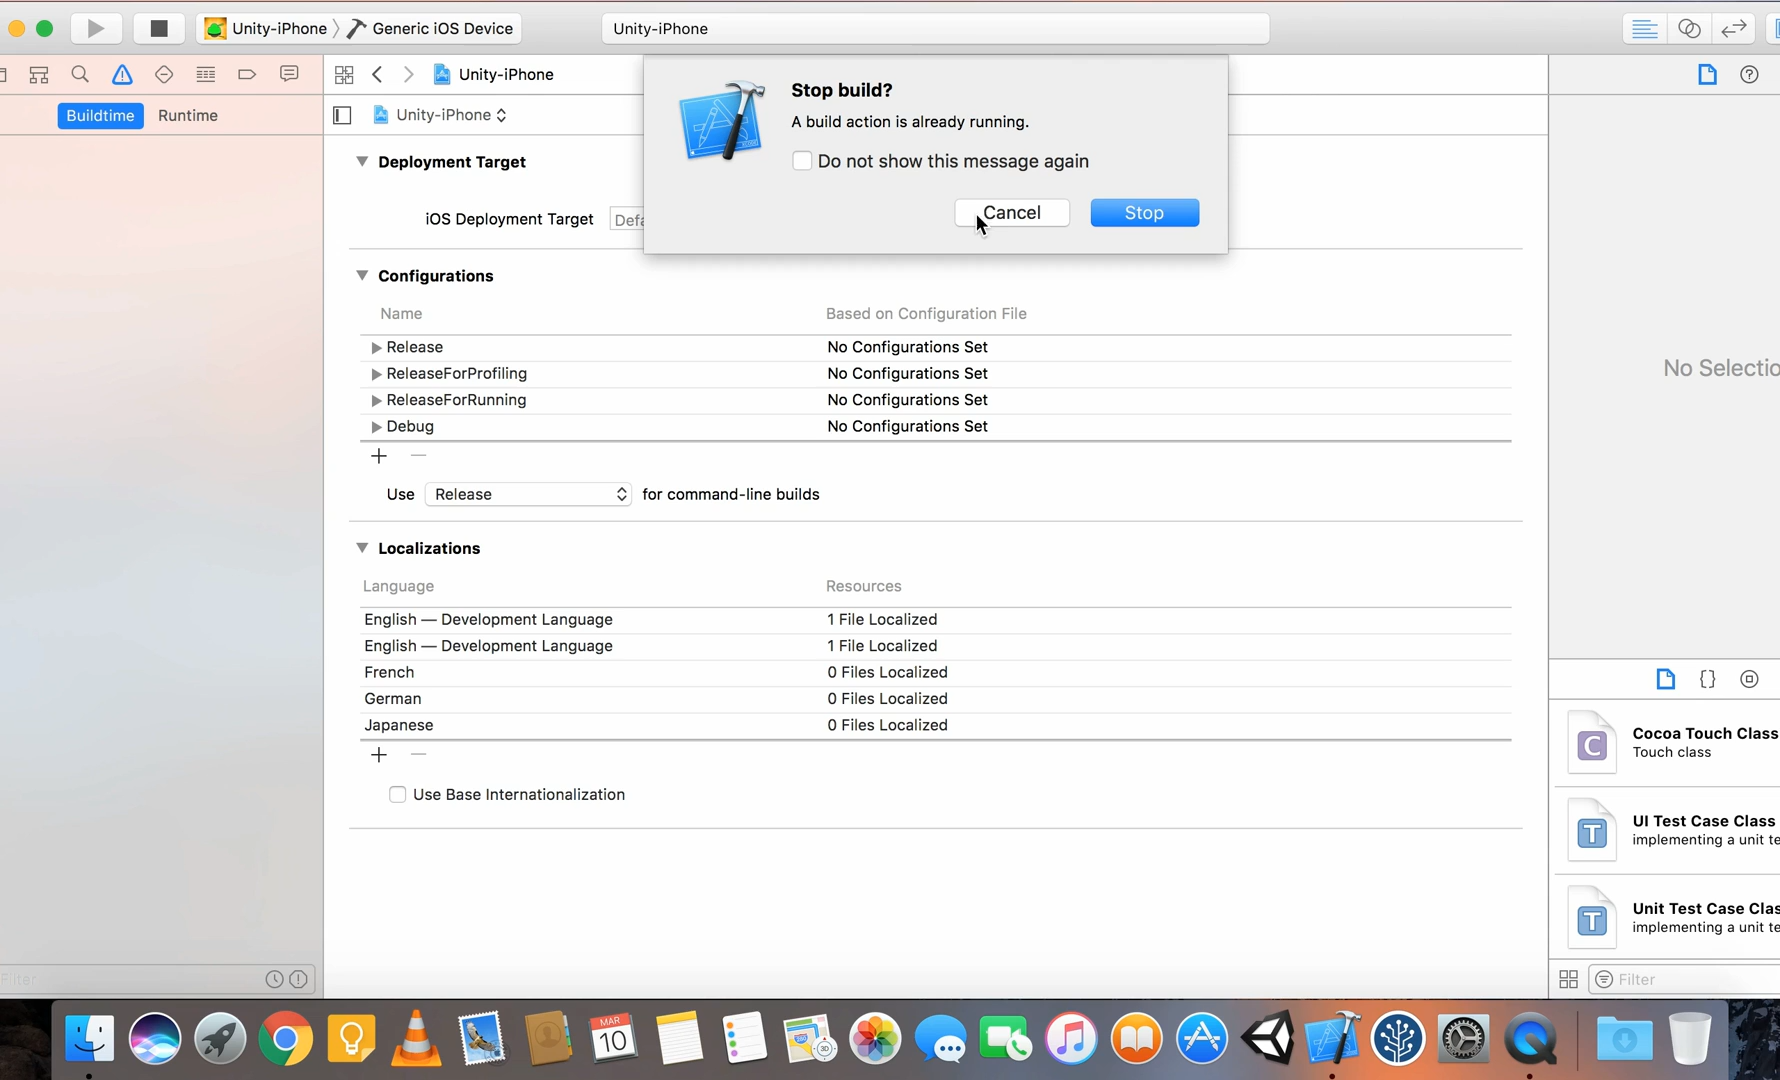 Unity-iPhone
Generic iOS Device
Unity-iPhone
Unity-iPhone
Buildtime
Runtime
Unity-iPhone
Stop build?
A build action is already running.
Do not show this message again
Cancel
Stop
Deployment Target
iOS Deployment Target
Defa
Configurations
Name
Based on Configuration File
Release
No Configurations Set
ReleaseForProfiling
No Configurations Set
ReleaseForRunning
No Configurations Set
Debug
No Configurations Set
Use
Release
for command-line builds
Localizations
Language
Resources
English — Development Language
1 File Localized
English — Development Language
1 File Localized
French
0 Files Localized
German
0 Files Localized
Japanese
0 Files Localized
Use Base Internationalization
No Selectio
{}
C
Cocoa Touch Class
Touch class
T
UI Test Case Class
implementing a unit te
T
Unit Test Case Clas
implementing a unit te
Filter
Filter
MAR
10